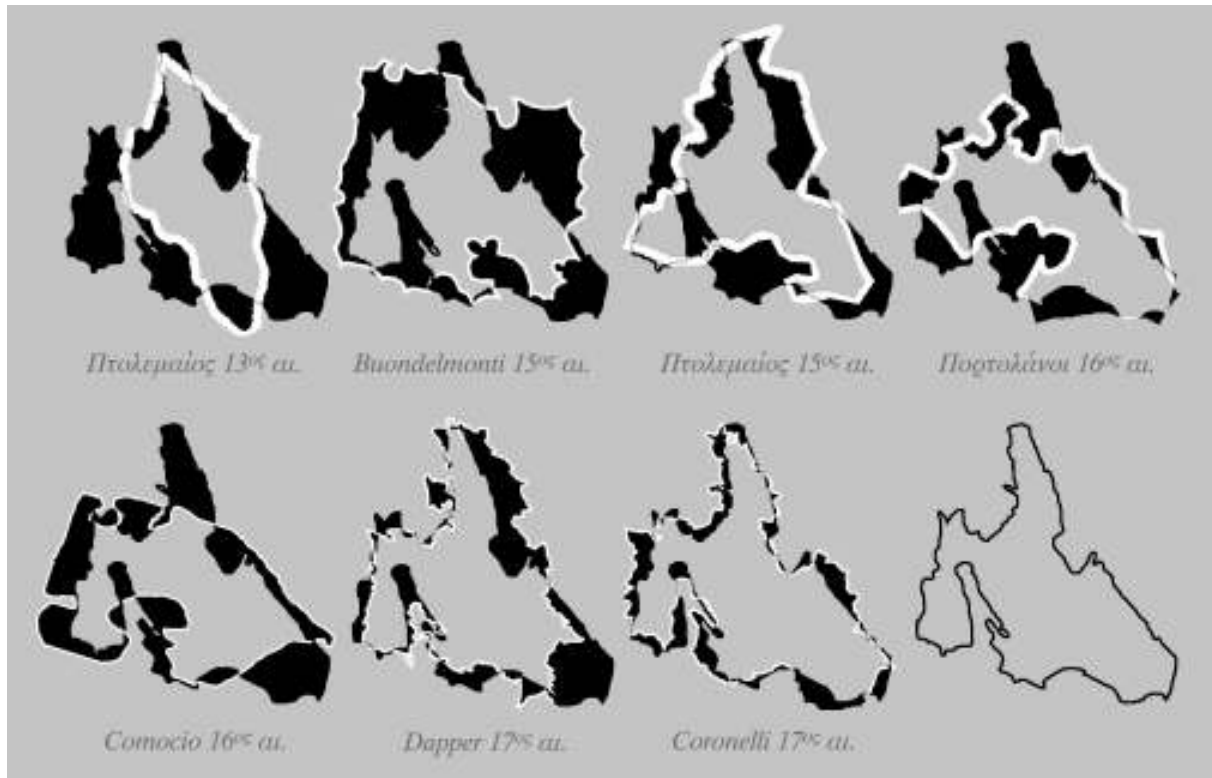 Πτολεμαίος 13ος αι.
Buondelmonti 15ος αι.
Πτολεμαίος 15ος αι.
Πορτολάνοι 16ος αι.
Comocio 16ος αι.
Dapper 17ος αι.
Coronelli 17ος αι.